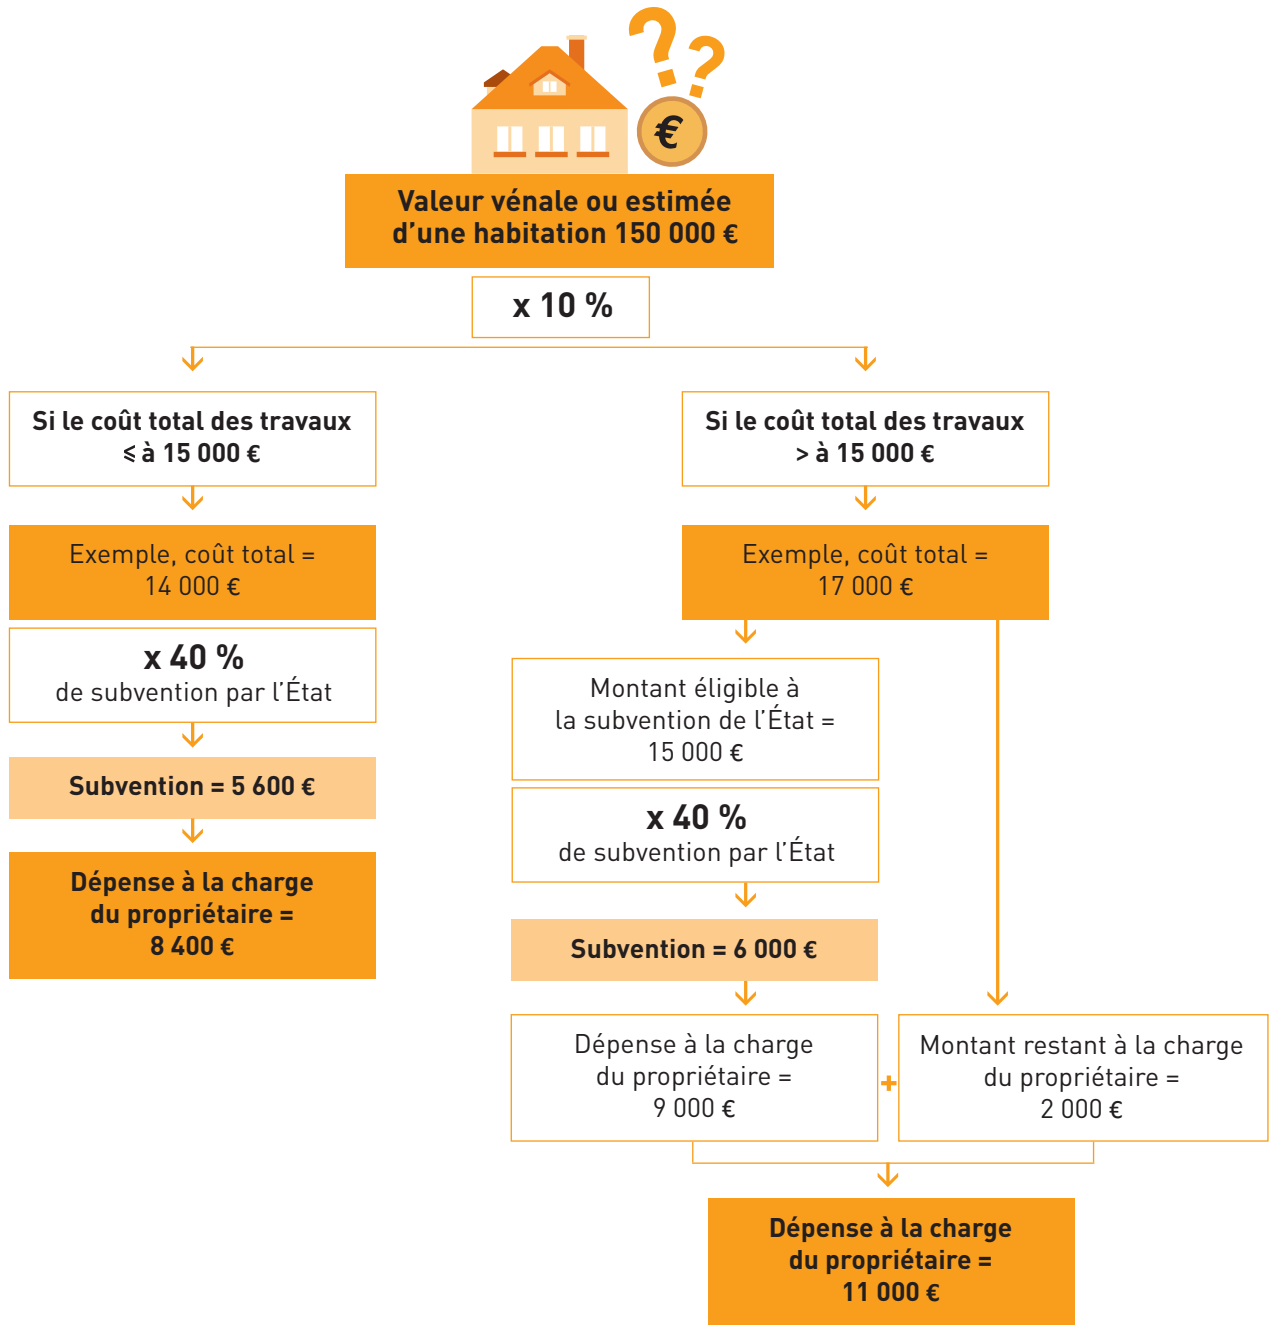 ??
€
Valeur vénale ou estimée
d’une habitation 150 000 €
x 10 %
Si le coût total des travaux
⩽ à 15 000 €
Exemple, coût total =
14 000 €
x 40 %
de subvention par l’État
Subvention = 5 600 €
Dépense à la charge
du propriétaire =
8 400 €
Si le coût total des travaux
> à 15 000 €
Exemple, coût total =
17 000 €
Montant éligible à
la subvention de l’État =
15 000 €
x 40 %
de subvention par l’État
Subvention = 6 000 €
Dépense à la charge
du propriétaire =
9 000 €
+
Montant restant à la charge
du propriétaire =
2 000 €
Dépense à la charge
du propriétaire =
11 000 €